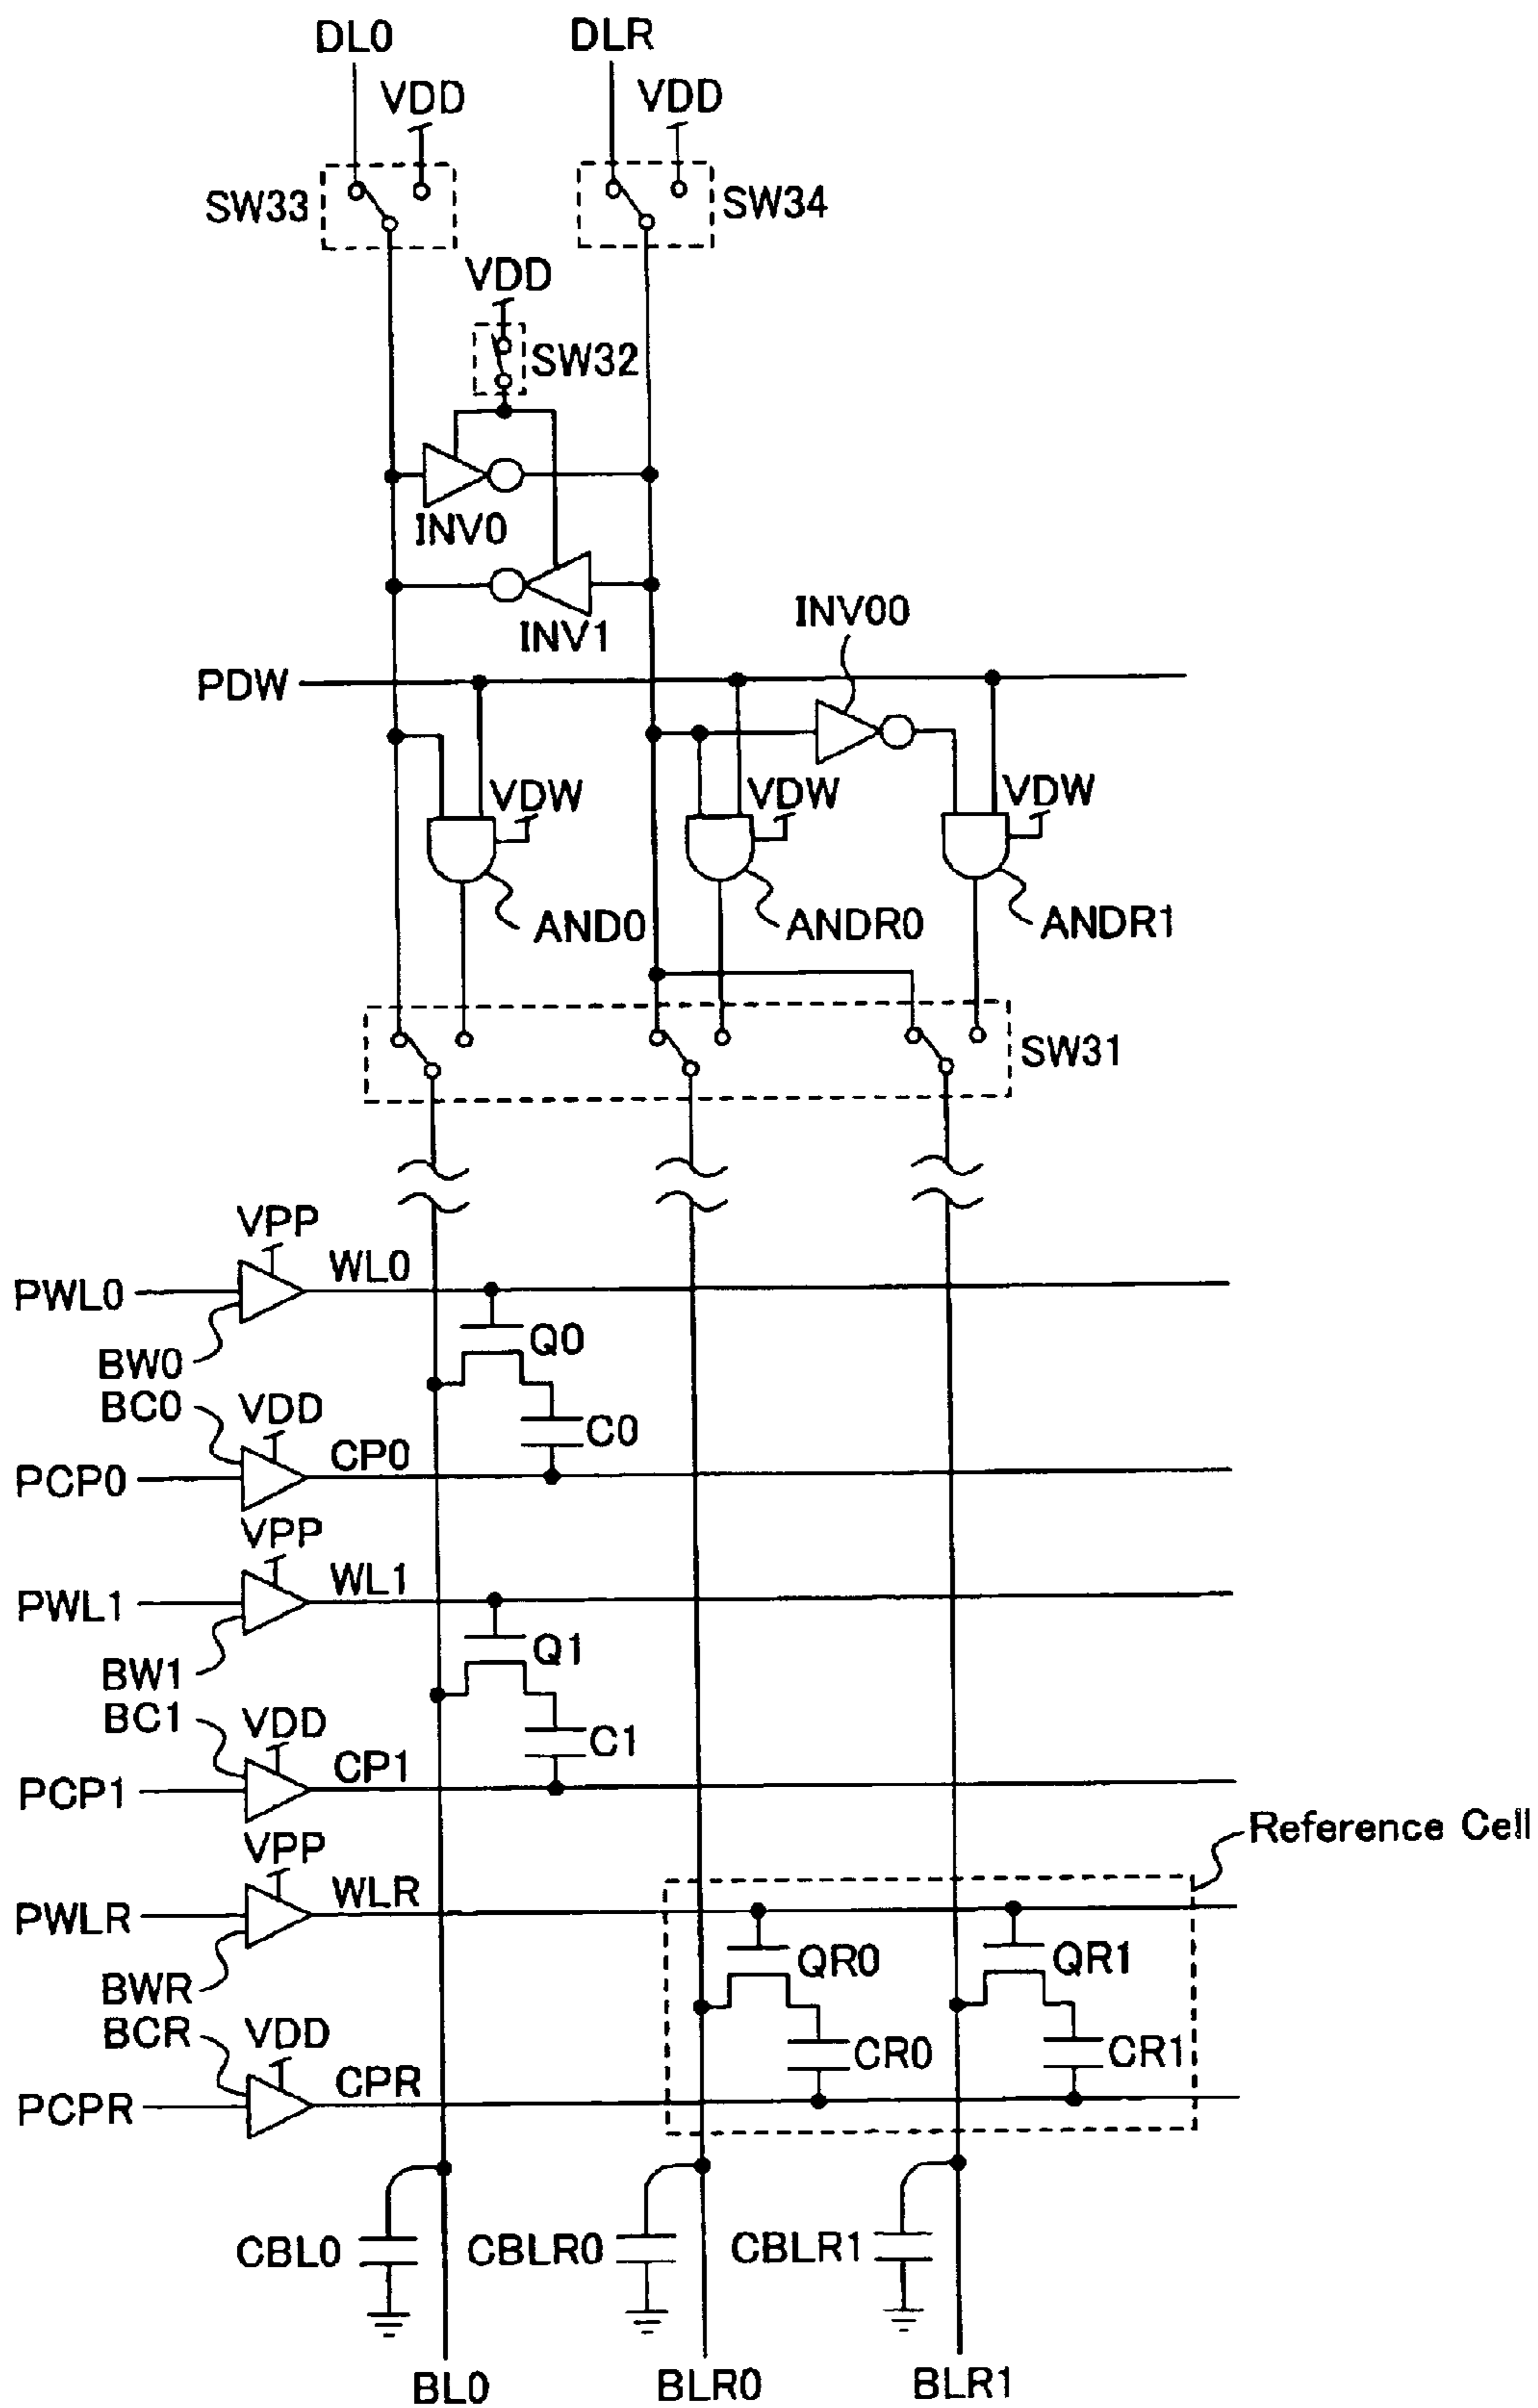 DL0
DLR
VDD
VDD
SW33
SW34
VDD
SW32
INV0
INV1
INV00
PDW
VDW
VDW
VDW
AND0
ANDR0
ANDR1
SW31
VPP
PWL0
WL0
Q0
BW0
BC0
VDD
C0
CP0
PCP0
VPP
PWL1
WL1
Q1
BW1
BC1
VDD
C1
CP1
PCP1
Reference Cell
VPP
WLR
PWLR
QR0
QR1
BWR
BCR
VDD
CR0
CR1
CPR
PCPR
CBL0
CBLR0
CBLR1
BL0
BLR0
BLR1